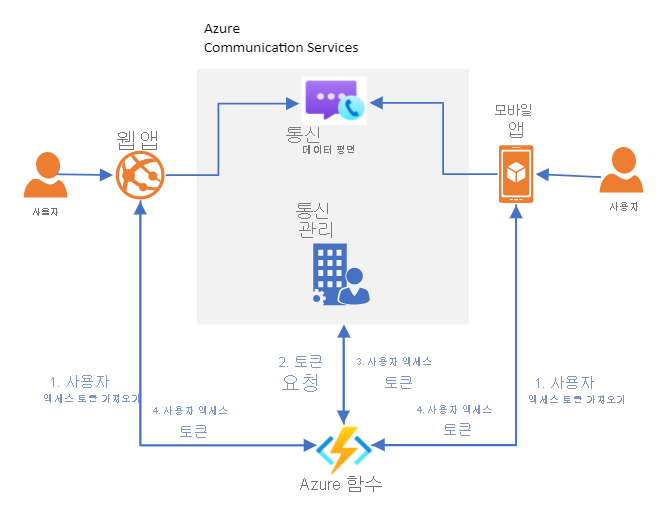 Azure
Communication Services
통신
데이터 평면
웹 앱
모바일
앱
사용자
사용자
통신
관리
1. 사용자
액세스 토큰 가져오기
2. 토큰
요청
3. 사용자 액세스
토큰
1. 사용자
액세스 토큰 가져오기
4. 사용자 액세스
토큰
4. 사용자 액세스
토큰
Azure 함수